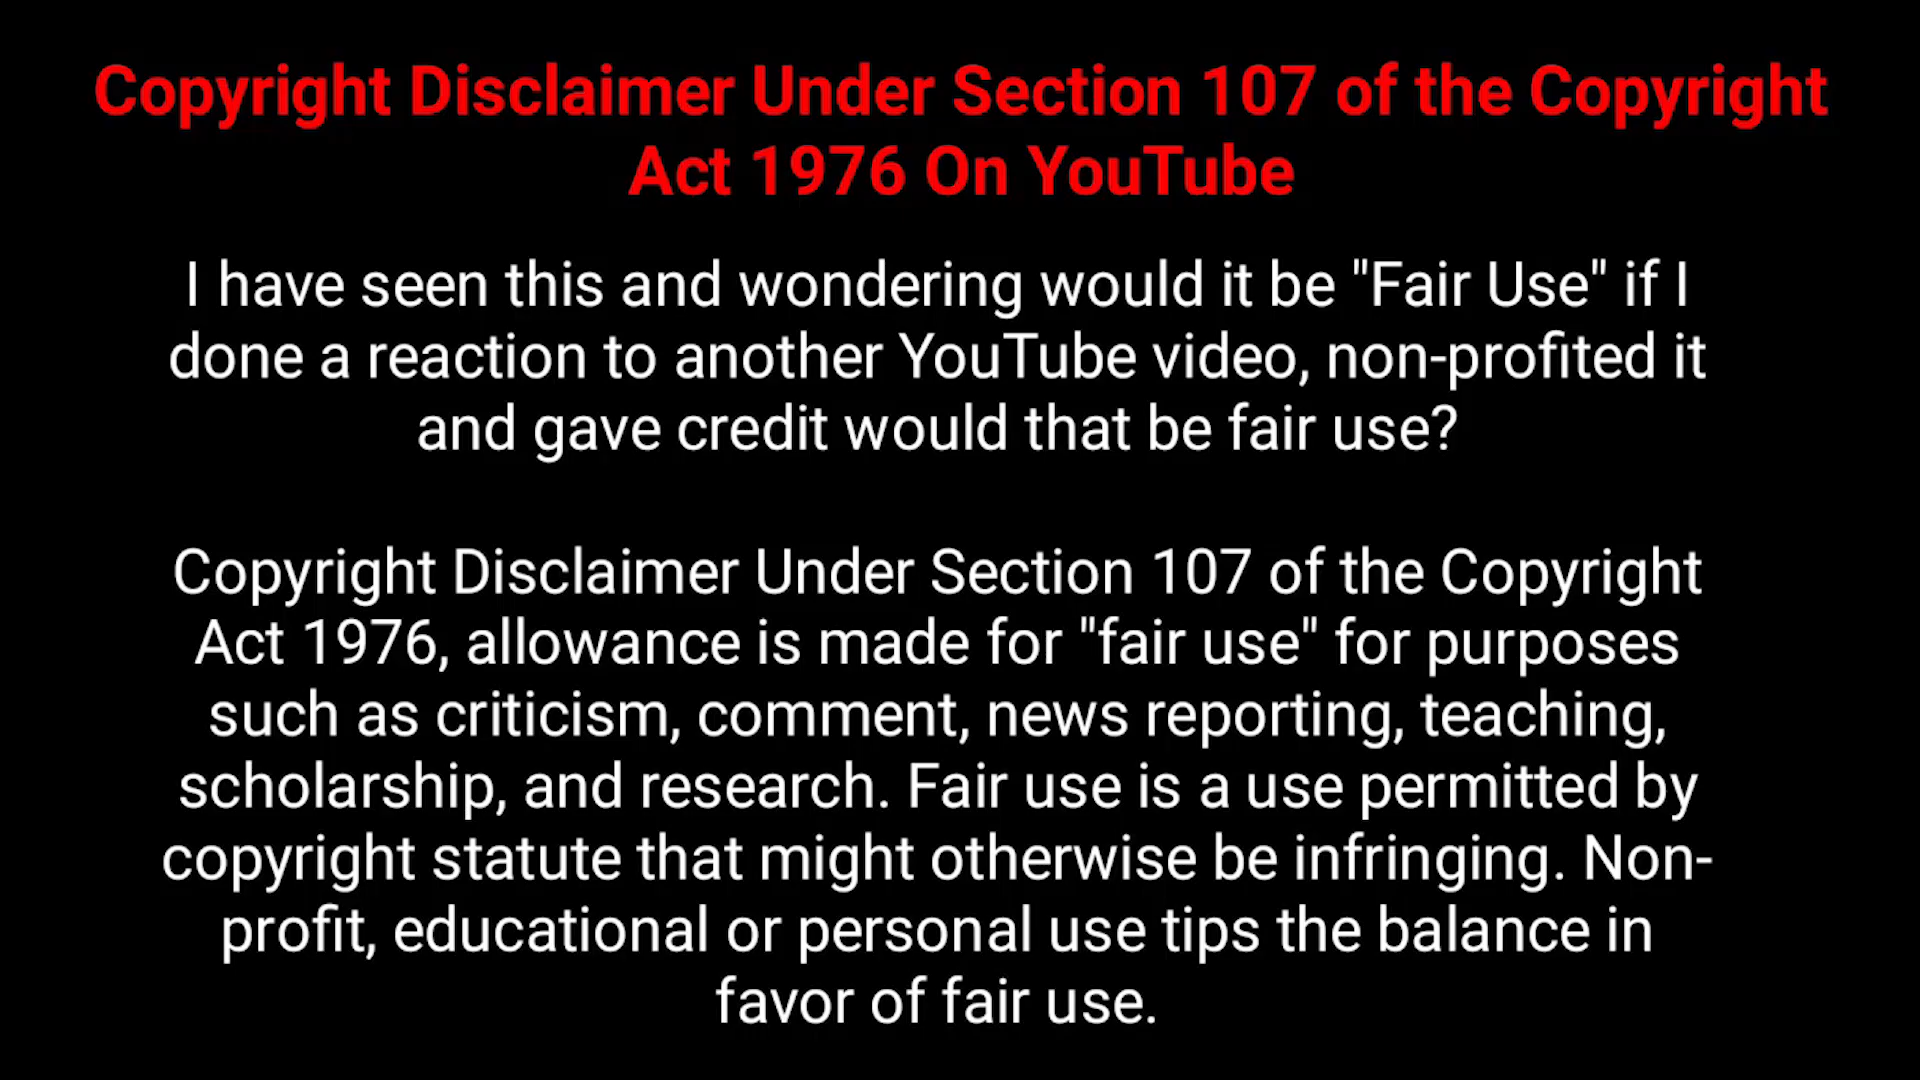 Copyright Disclaimer Under Section 107 of the Copyright
Act 1976 On YouTube
I have seen this and wondering would it be "Fair Use" if I
done a reaction to another YouTube video, non-profited it
and gave credit would that be fair use?
Copyright Disclaimer Under Section 107 of the Copyright
Act 1976, allowance is made for "fair use" for purposes
such as criticism, comment, news reporting, teaching,
scholarship, and research. Fair use is a use permitted by
copyright statute that might otherwise be infringing. Non-
profit, educational or personal use tips the balance in
favor of fair use.